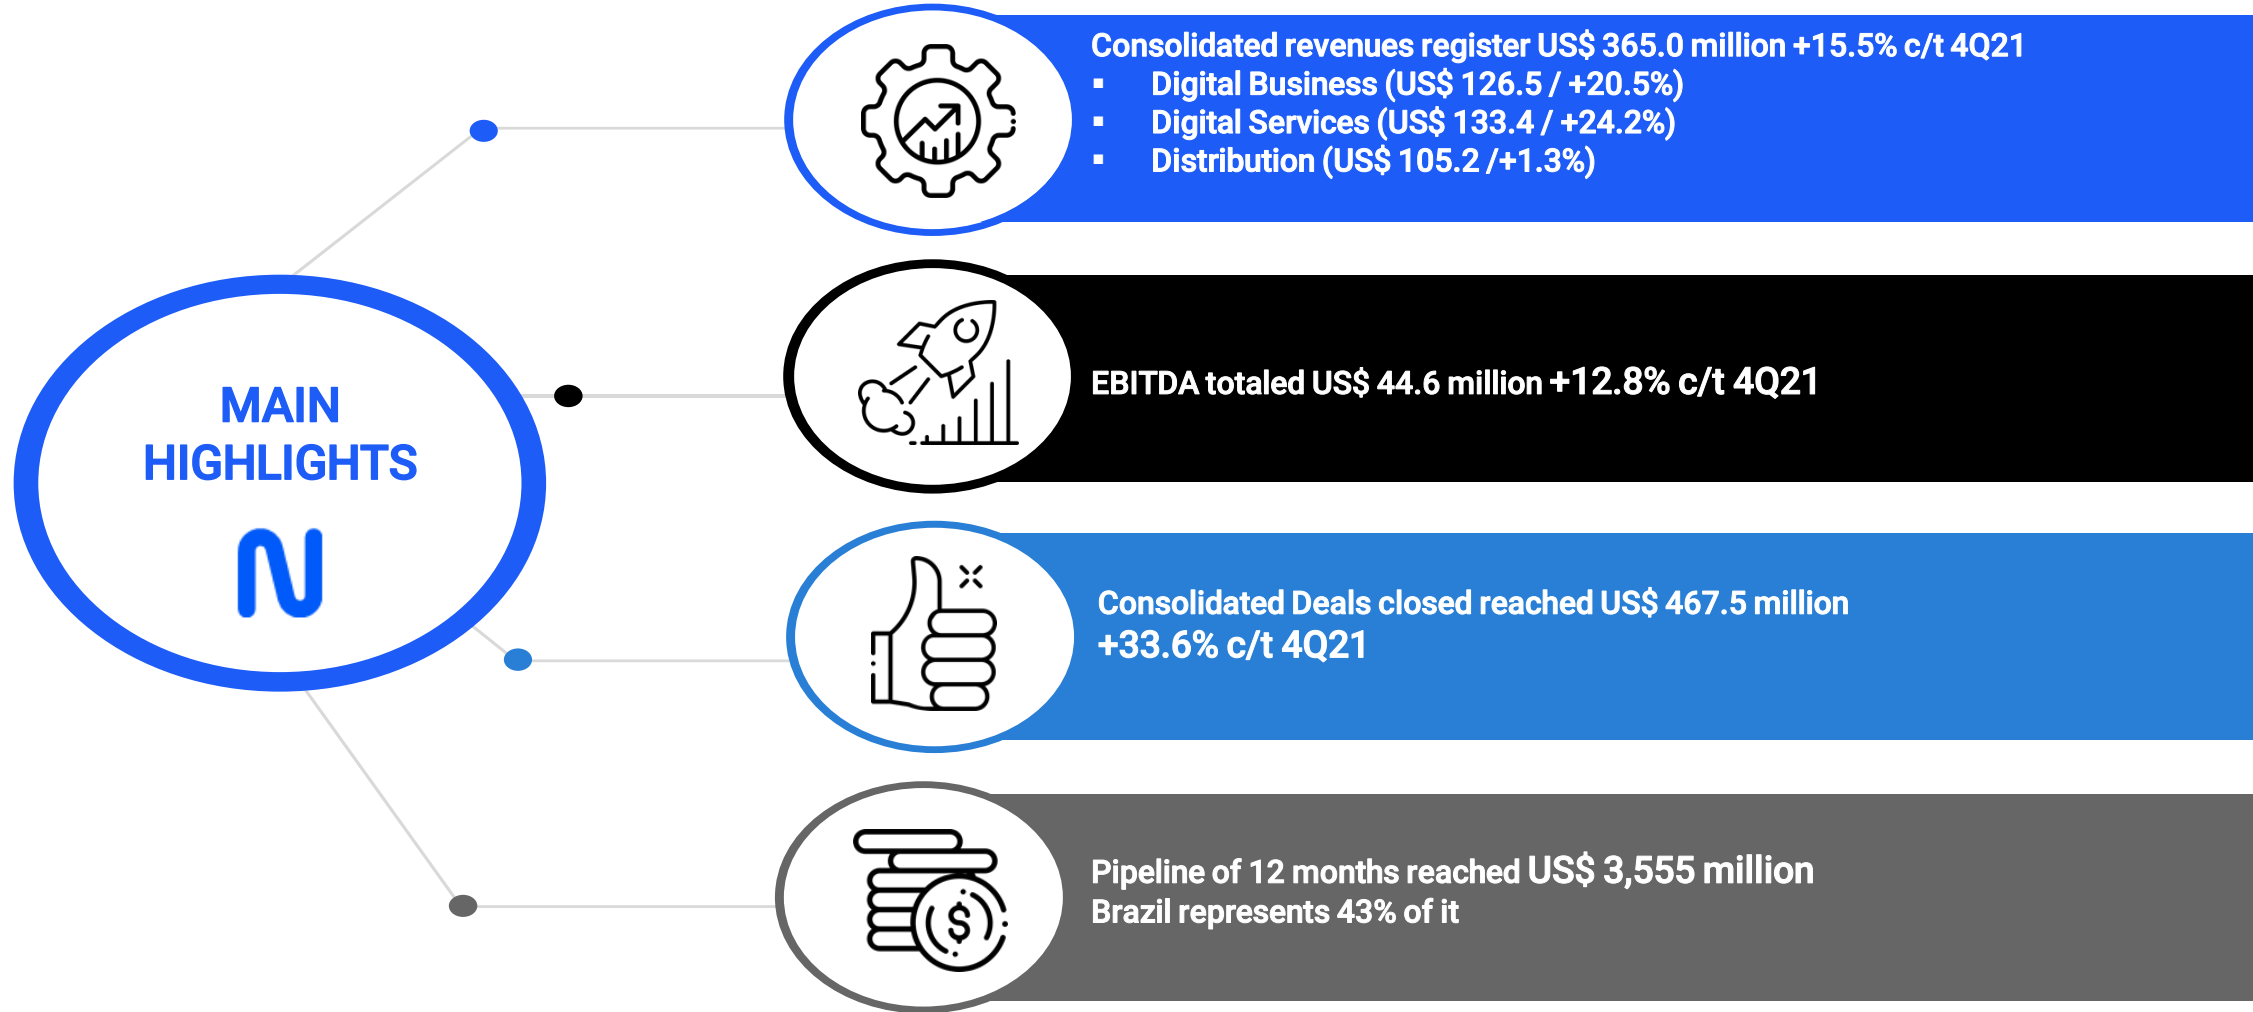 MAIN
HIGHLIGHTS
Consolidated revenues register US$ 365.0 million +15.5% c/t 4Q21
▪ Digital Business (US$ 126.5 / +20.5%)
▪ Digital Services (US$ 133.4 / +24.2%)
▪ Distribution (US$ 105.2 /+1.3%)
EBITDA totaled US$ 44.6 million +12.8% c/t 4Q21
Consolidated Deals closed reached US$ 467.5 million
+33.6% c/t 4Q21
Pipeline of 12 months reached US$ 3,555 million
Brazil represents 43% of it